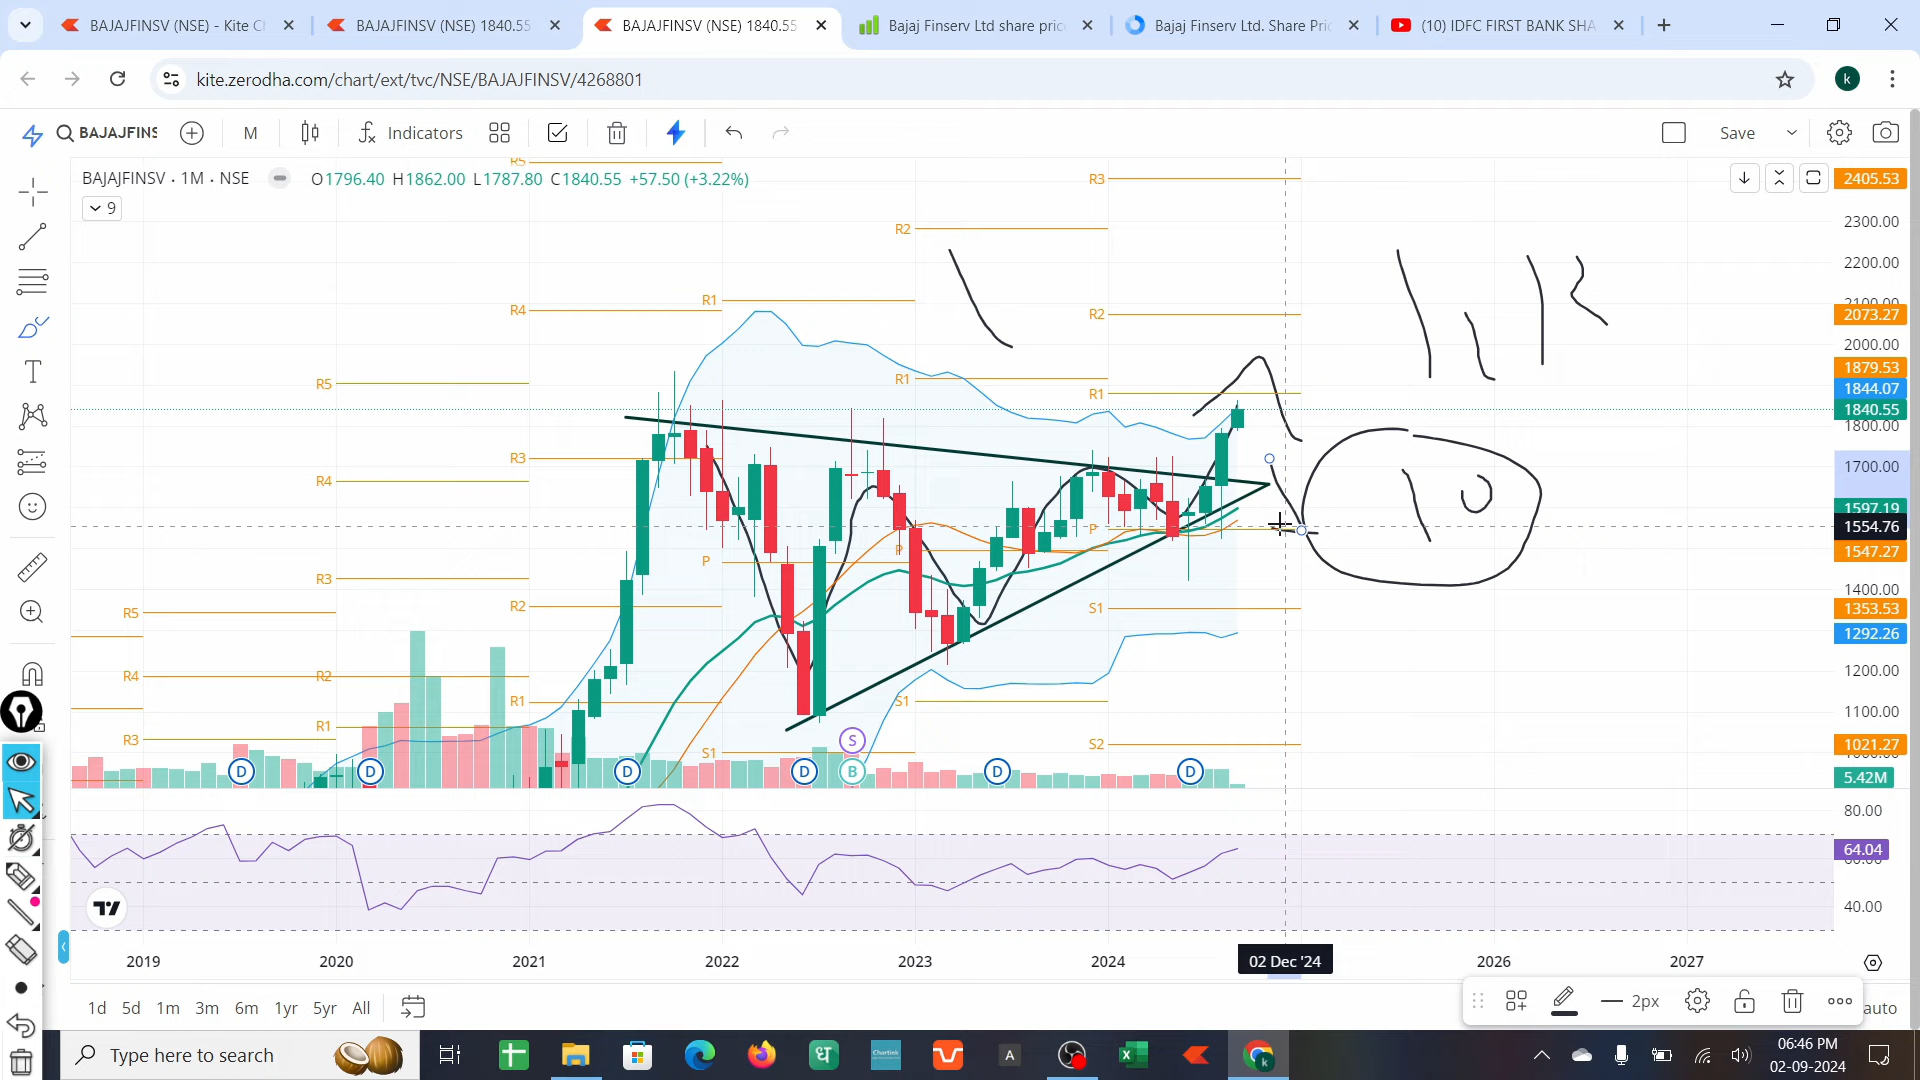 BAJAJFINSV (NSE) - Kite C
BAJAJFINSV (NSE) 1840.55
BAJAJFINSV (NSE) 1840.55
Bajaj Finserv Ltd share pric
Bajaj Finserv Ltd. Share Pri
(10) IDFC FIRST BANK SHA
kite.zerodha.com/chart/ext/tvc/NSE/BAJAJFINSV/4268801
k
BAJAJFINS
M
Indicators
Save
BAJAJFINSV · 1M · NSE
O1796.40 H1862.00 L1787.80 C1840.55 +57.50 (+3.22%)
9
R5
R3
2405.53
2300.00
R2
2200.00
R1
2100.00
R4
R2
2073.27
2000.00
1879.53
R5
R1
R1
1844.07
1840.55
1800.00
R3
1700.00
R4
1597.19
P
1554.76
P
P
1547.27
R3
1400.00
R5
R2
S1
1353.53
1292.26
R4
R2
1200.00
R1
S1
1100.00
R1
R3
S1
S
S2
1021.27
D
D
D
D
B
D
D
5.42M
80.00
64.04
40.00
2019
2020
2021
2022
2023
2024
02 Dec '24
2026
2027
1d
5d
1m
3m
6m
1yr
5yr
All
2px
auto
Type here to search
Chartink
A
k
06:46 PM
02-09-2024